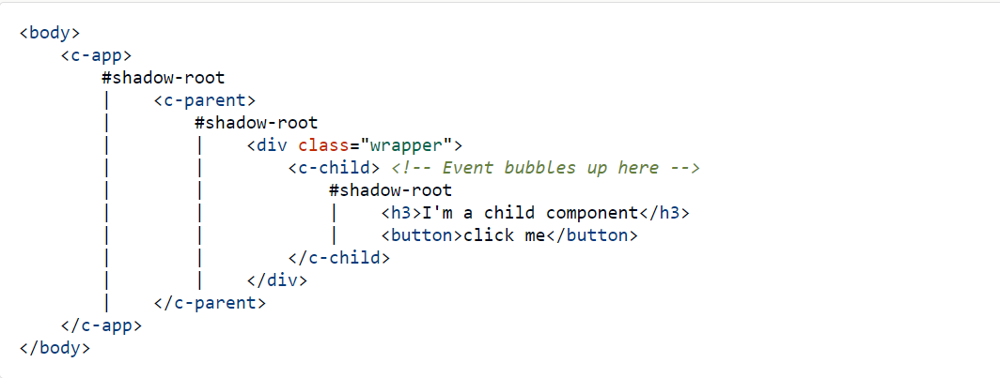 <body>
<c-app>
#shadow-root
| <c-parent>
| #shadow-root
| | <div class="wrapper">
| | <c-child> <!-- Event bubbles up here -->
| | #shadow-root
| | | <h3>I'm a child component</h3>
| | | <button>click me</button>
| | </c-child>
| | </div>
| </c-parent>
</c-app>
</body>